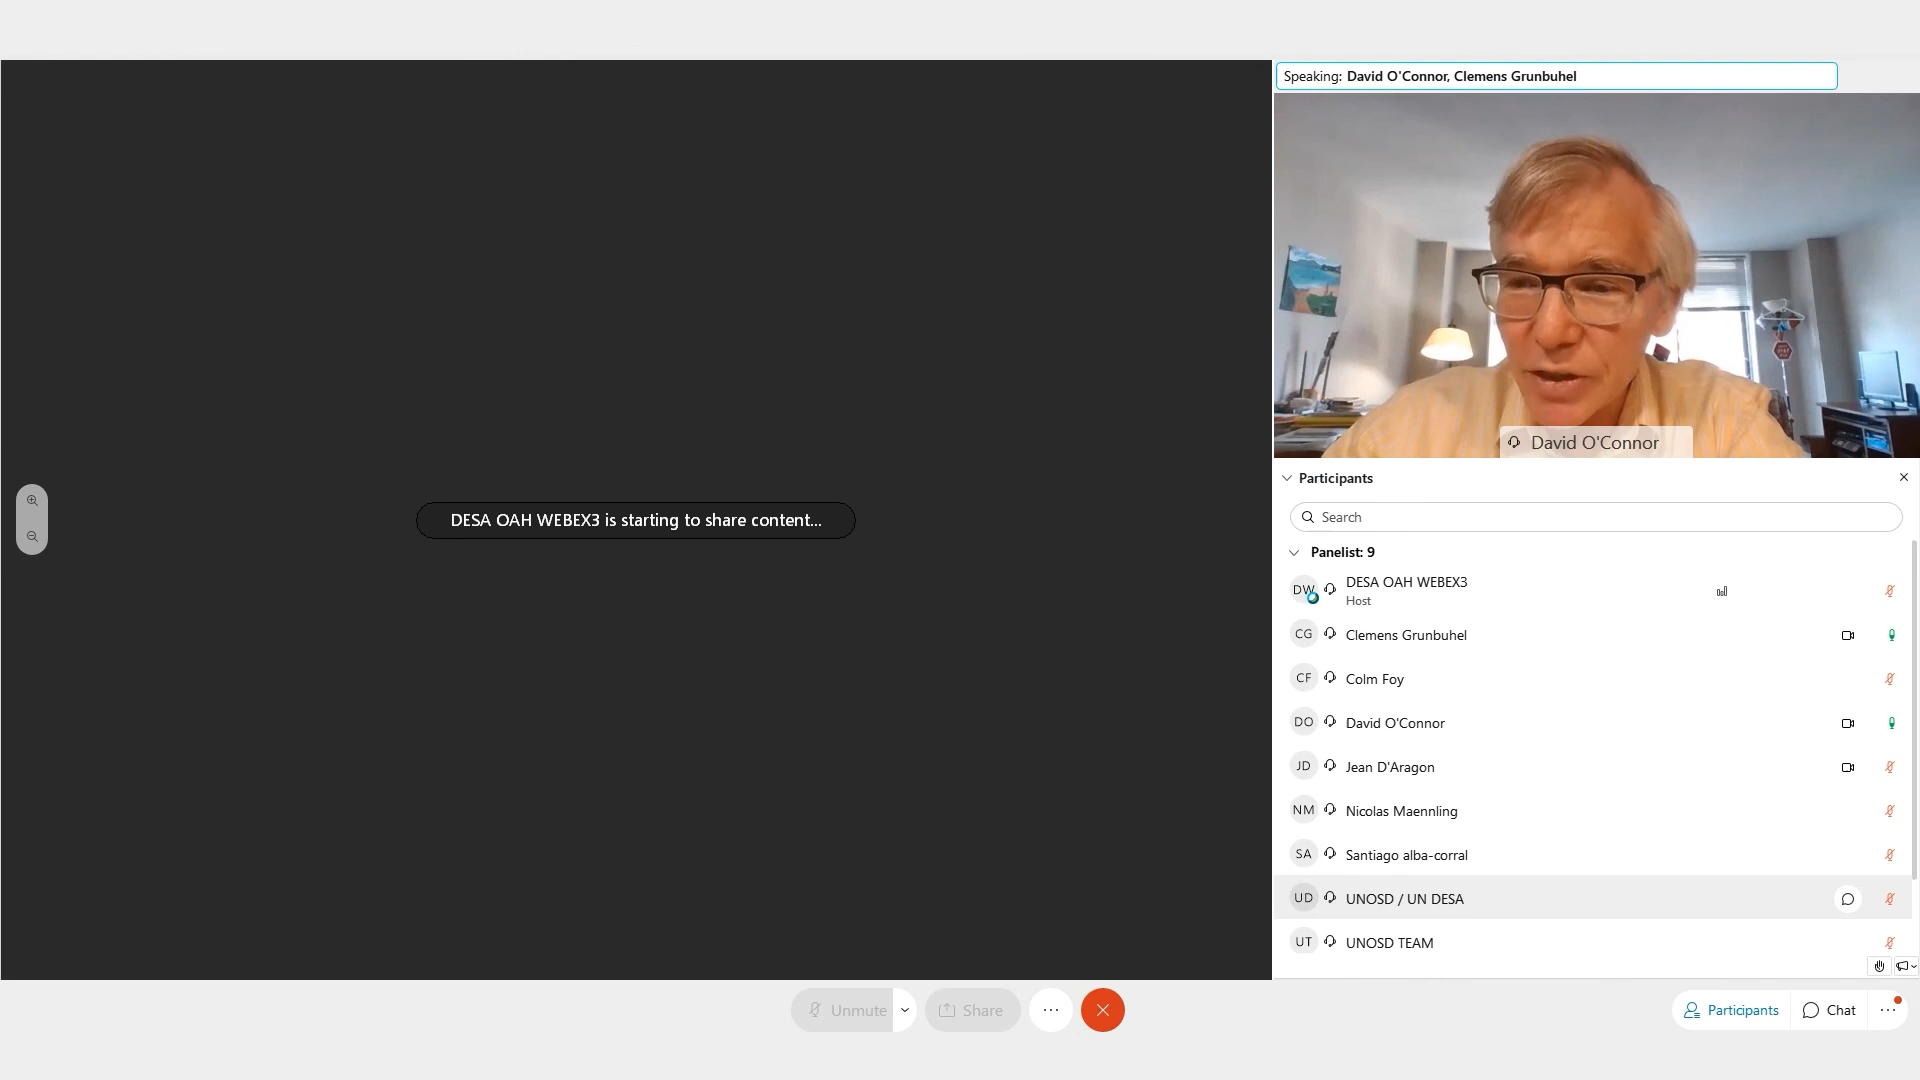 Speaking: David O'Connor, Clemens Grunbuhel
DESA OAH WEBEX3 is starting to share content...
David O'Connor
Participants
Search
Panelist: 9
DW
DESA OAH WEBEX3
Host
CG
Clemens Grunbuhel
CF
Colm Foy
DO
David O'Connor
JD
Jean D'Aragon
NM
Nicolas Maennling
SA
Santiago alba-corral
UD
UNOSD / UN DESA
UT
UNOSD TEAM
Unmute
Share
Participants
Chat